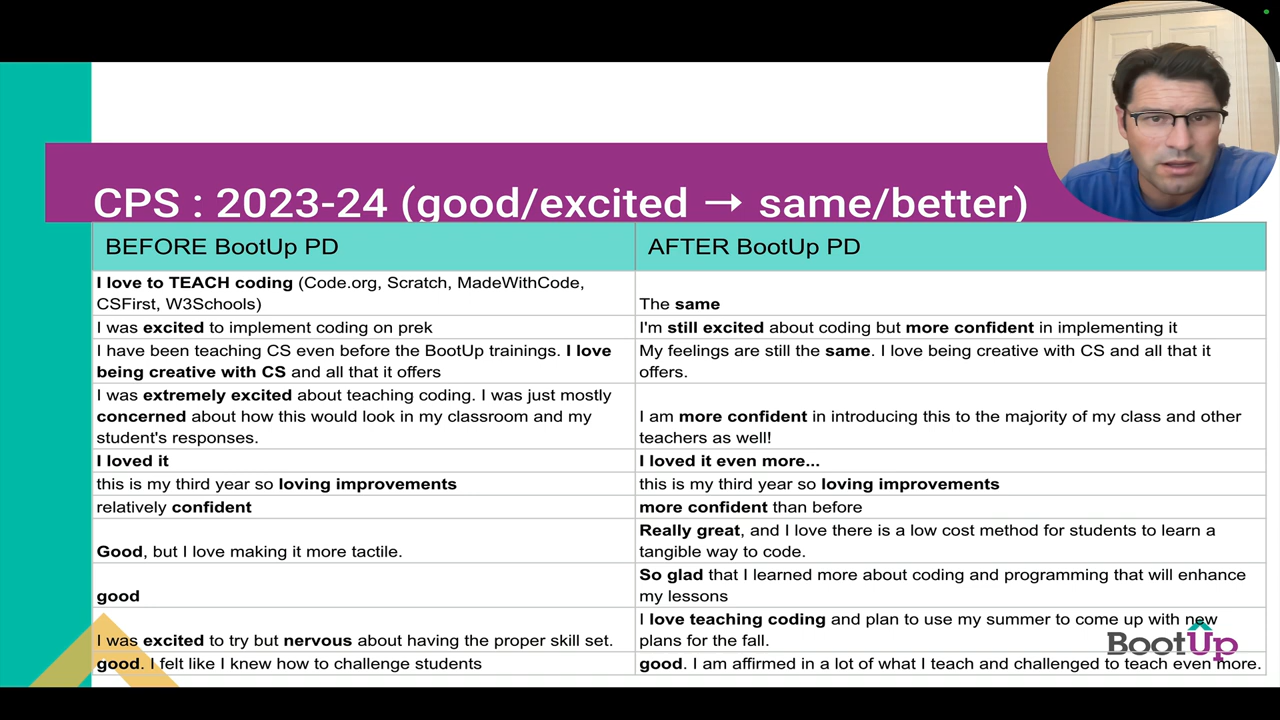 CPS : 2023-24 (good/excited → same/better)
BEFORE BootUp PD
AFTER BootUp PD
I love to TEACH coding (Code.org, Scratch, MadeWithCode,
CSFirst, W3Schools)
The same
I was excited to implement coding on prek
I'm still excited about coding but more confident in implementing it
I have been teaching CS even before the BootUp trainings. I love
being creative with CS and all that it offers
My feelings are still the same. I love being creative with CS and all that it
offers.
I was extremely excited about teaching coding. I was just mostly
concerned about how this would look in my classroom and my
student's responses.
I am more confident in introducing this to the majority of my class and other
teachers as well!
I loved it
I loved it even more...
this is my third year so loving improvements
this is my third year so loving improvements
relatively confident
more confident than before
Good, but I love making it more tactile.
Really great, and I love there is a low cost method for students to learn a
tangible way to code.
good
So glad that I learned more about coding and programming that will enhance
my lessons
I was excited to try but nervous about having the proper skill set.
I love teaching coding and plan to use my summer to come up with new
plans for the fall.
good. I felt like I knew how to challenge students
good. I am affirmed in a lot of what I teach and challenged to teach even more.
BootUp